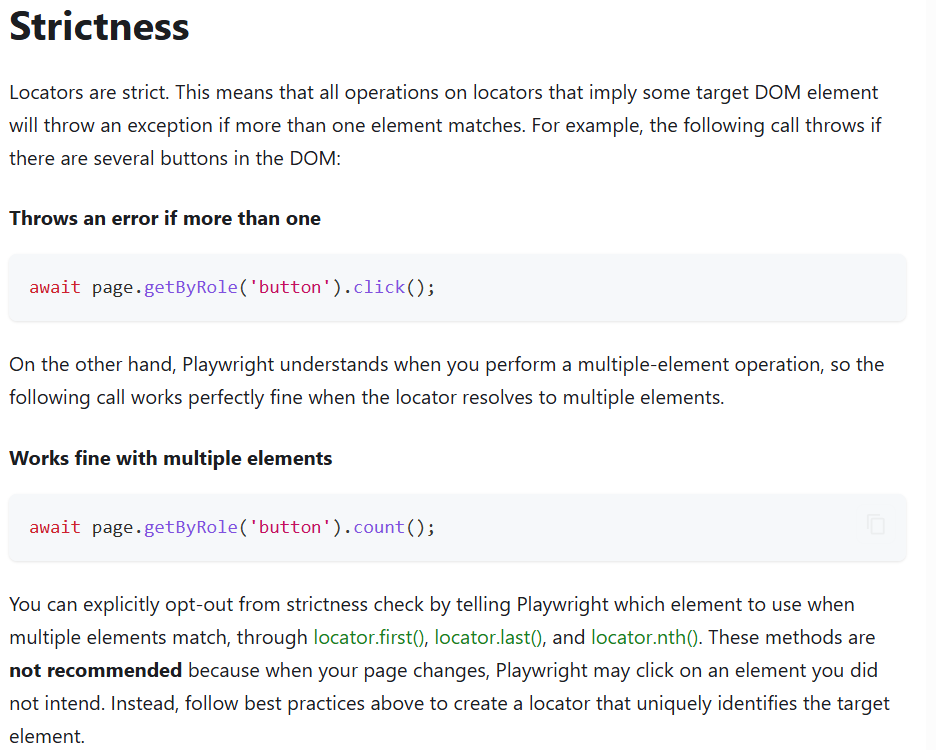 Strictness
Locators are strict. This means that all operations on locators that imply some target DOM element
will throw an exception if more than one element matches. For example, the following call throws if
there are several buttons in the DOM:
Throws an error if more than one
await page.getByRole('button').click();
On the other hand, Playwright understands when you perform a multiple-element operation, so the
following call works perfectly fine when the locator resolves to multiple elements.
Works fine with multiple elements
await page.getByRole('button').count();
You can explicitly opt-out from strictness check by telling Playwright which element to use when
multiple elements match, through locator.first(), locator.last(), and locator.nth(). These methods are
not recommended because when your page changes, Playwright may click on an element you did
not intend. Instead, follow best practices above to create a locator that uniquely identifies the target
element.